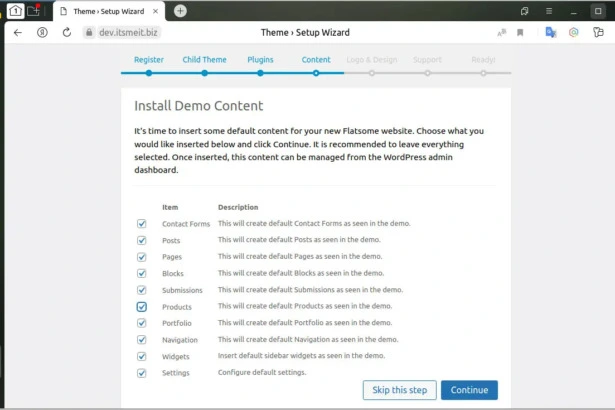 1
Theme › Setup Wizard
dev.itsmeit.biz
Theme › Setup Wizard
Register Child Theme Plugins Content Logo & Design Support Ready!
Install Demo Content
It's time to insert some default content for your new Flatsome website. Choose what you
would like inserted below and click Continue. It is recommended to leave everything
selected. Once inserted, this content can be managed from the WordPress admin
dashboard.
Item Description
Contact Forms This will create default Contact Forms as seen in the demo.
Posts This will create default Posts as seen in the demo.
Pages This will create default Pages as seen in the demo.
Blocks This will create default Blocks as seen in the demo.
Submissions This will create default Submissions as seen in the demo.
Products This will create default Products as seen in the demo.
Portfolio This will create default Portfolio as seen in the demo.
Navigation This will create default Navigation as seen in the demo.
Widgets Insert default sidebar widgets as seen in the demo.
Settings Configure default settings.
Skip this step Continue